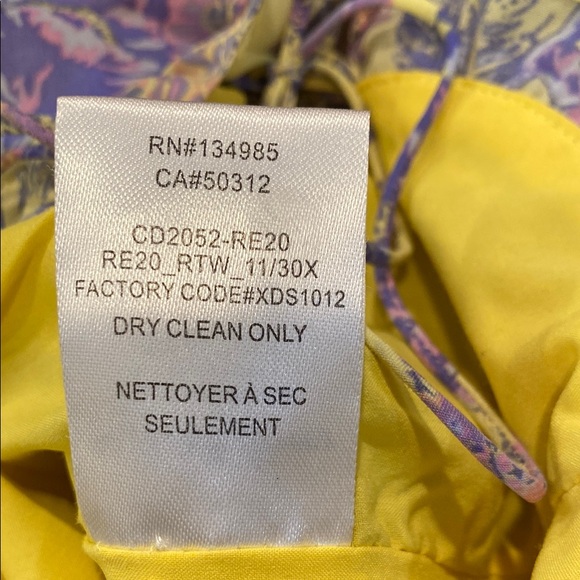 RN#134985
CA#50312
CD2052-RE20
RE20_RTW_11/30X
FACTORY CODE#XDS1012
DRY CLEAN ONLY
NETTOYER À SEC
SEULEMENT